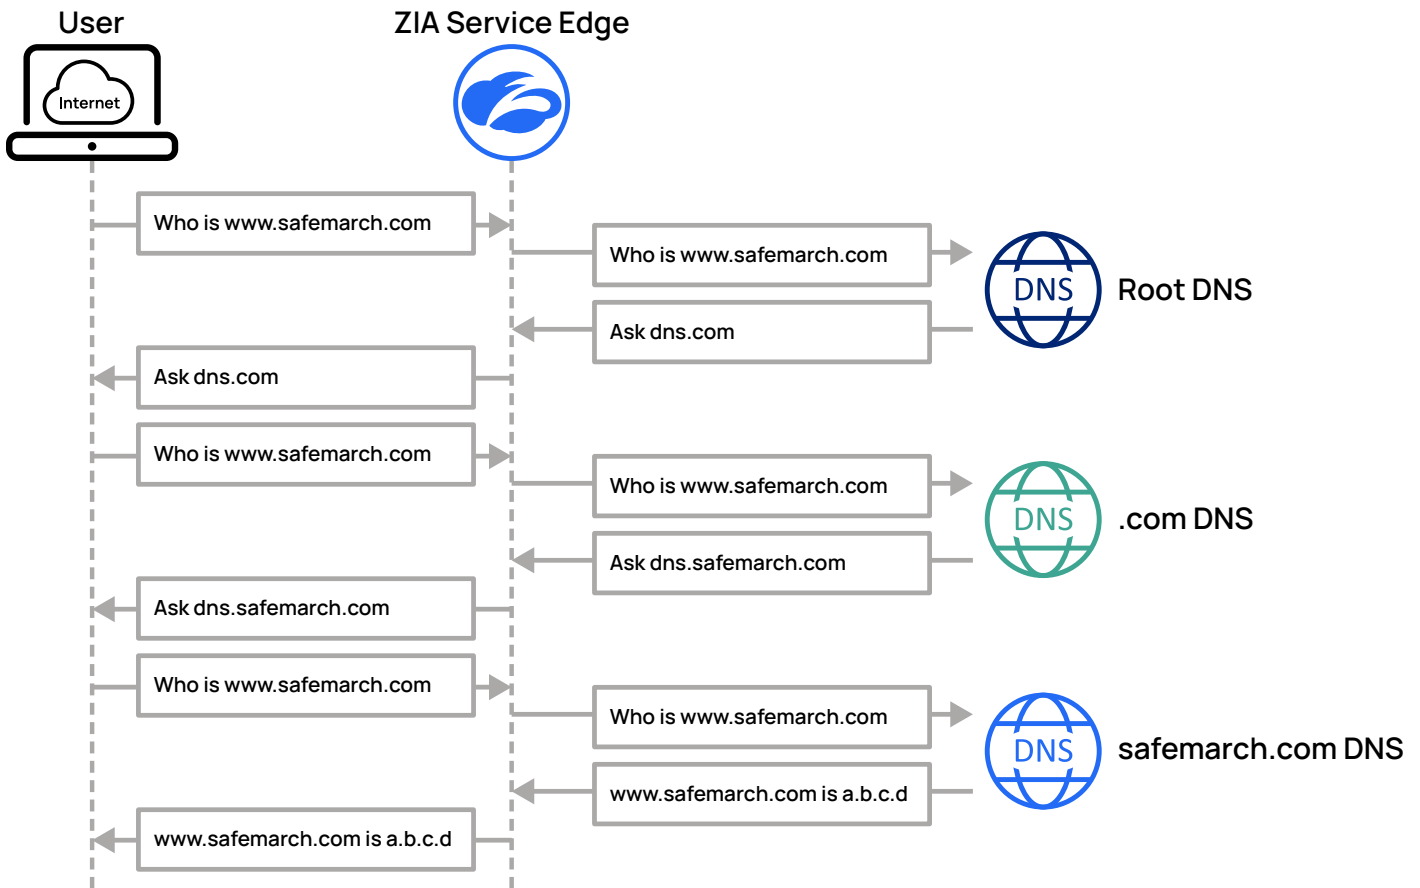 User
ZIA Service Edge
Internet
Who is www.safemarch.com
Who is www.safemarch.com
DNS
Root DNS
Ask dns.com
Ask dns.com
Who is www.safemarch.com
Who is www.safemarch.com
DNS
.com DNS
Ask dns.safemarch.com
Ask dns.safemarch.com
Who is www.safemarch.com
Who is www.safemarch.com
DNS
safemarch.com DNS
www.safemarch.com is a.b.c.d
www.safemarch.com is a.b.c.d